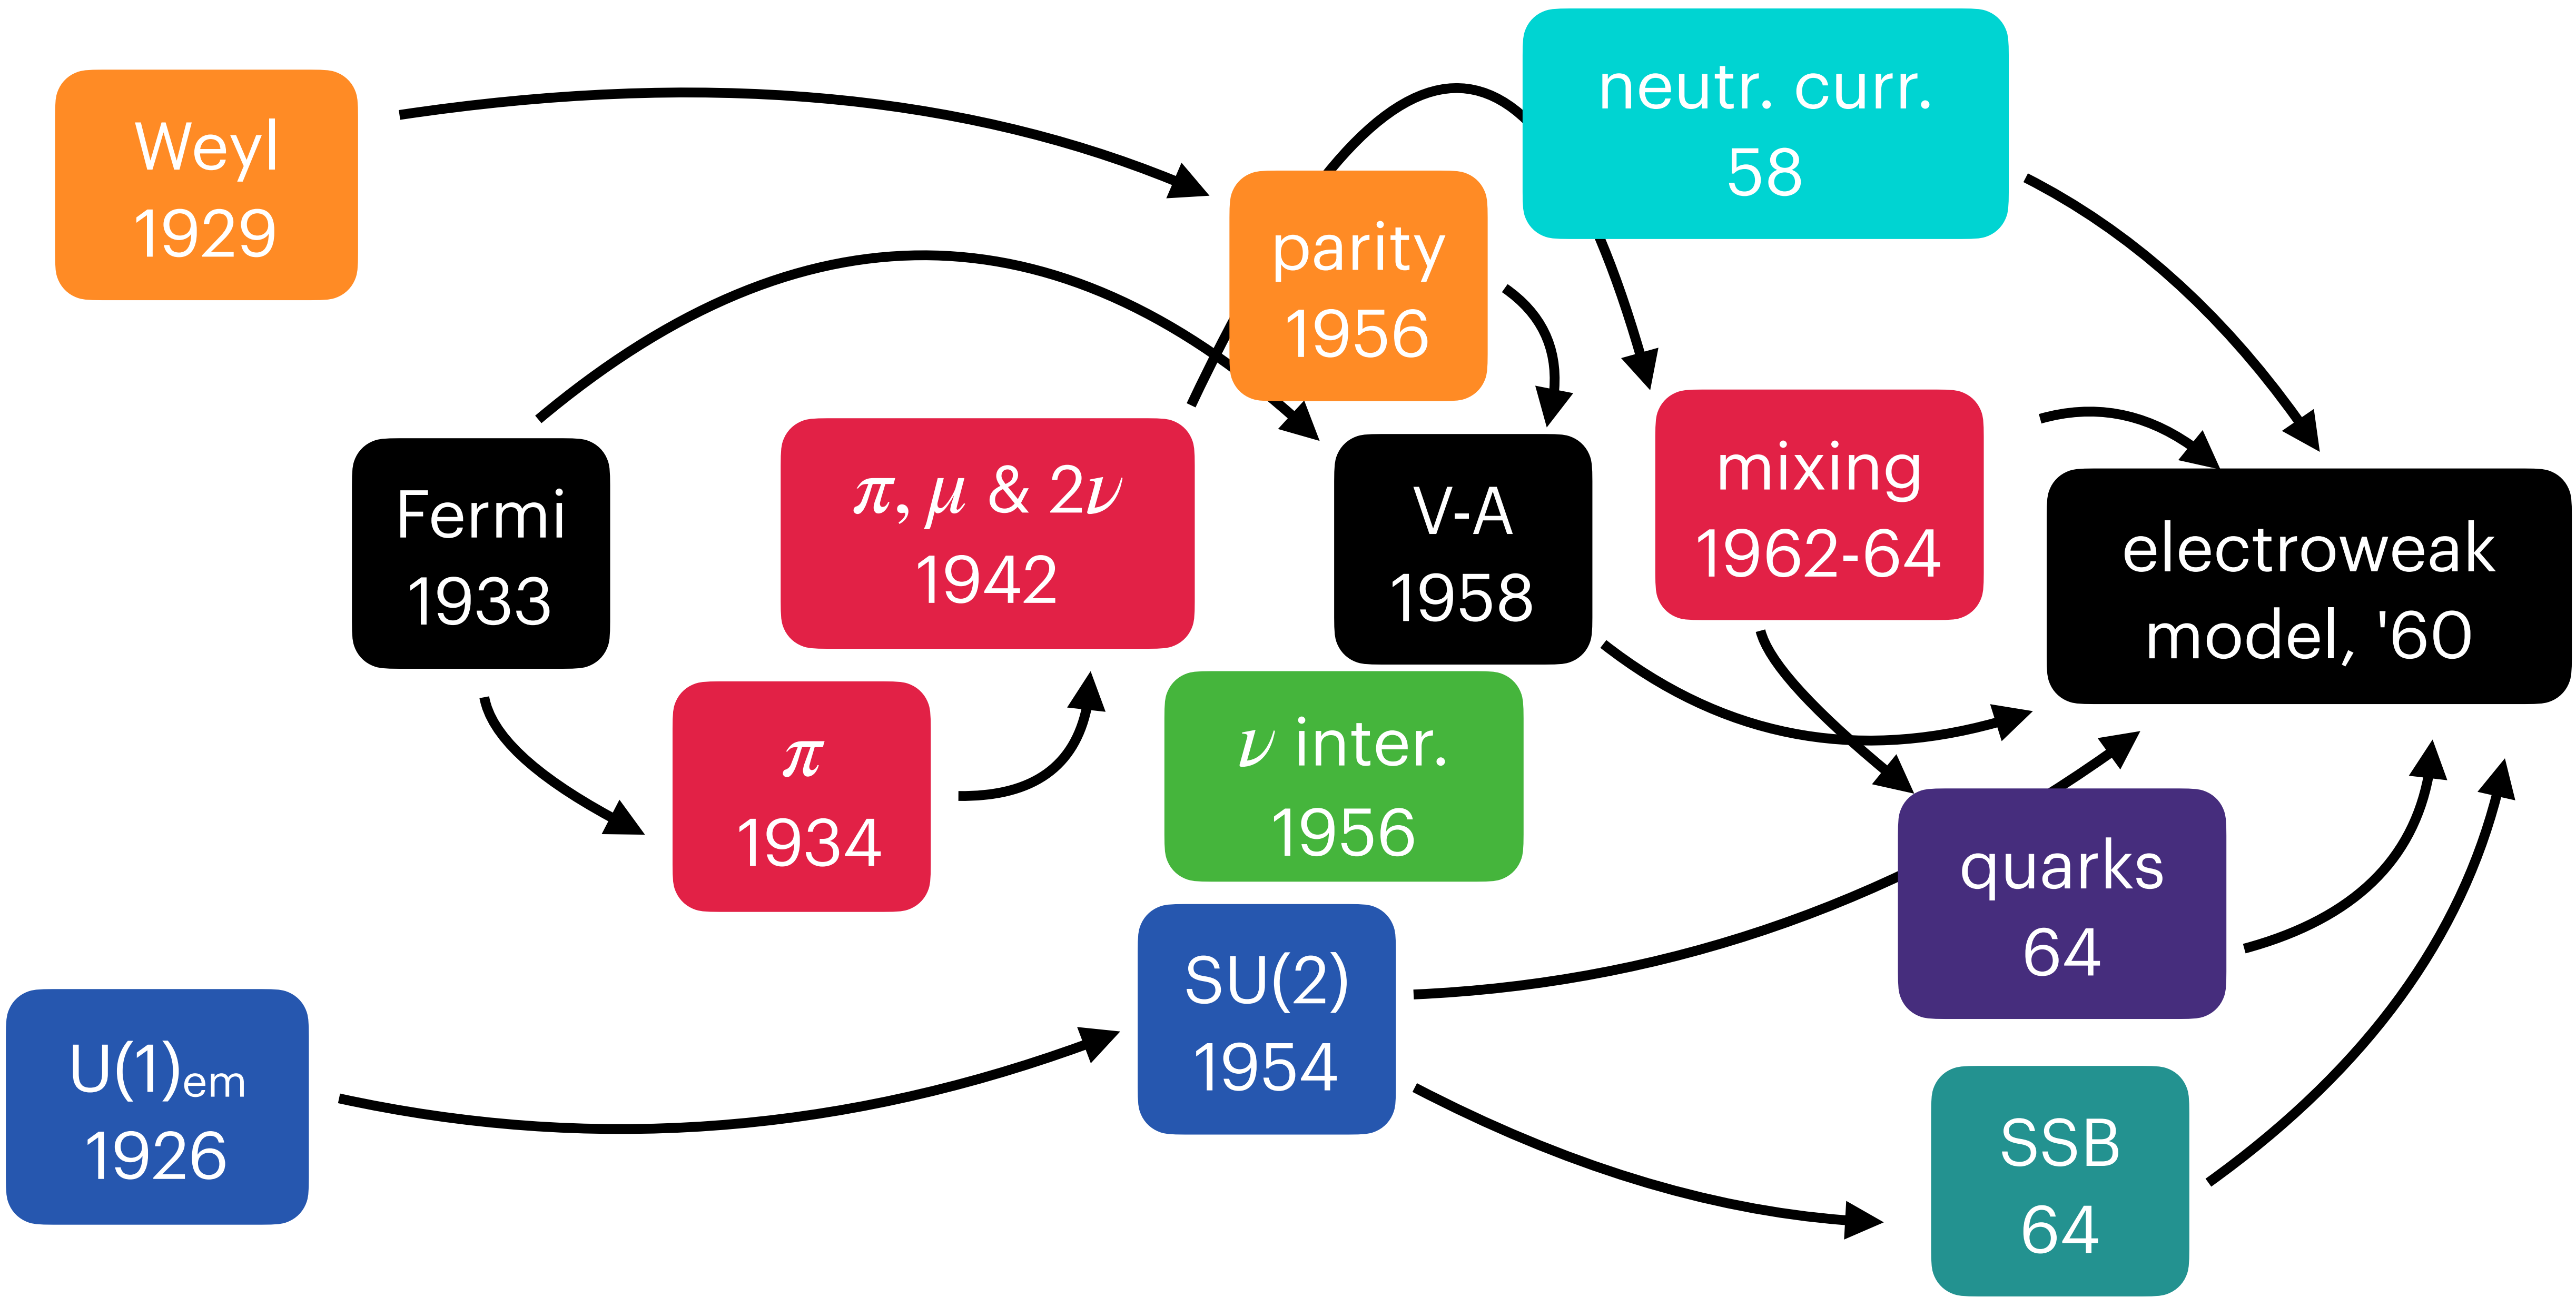 Weyl
1929
neutr. curr.
58
parity
1956
Fermi
1933
π, μ & 2ν
1942
V-A
1958
mixing
1962-64
electroweak
model, '60
π
1934
ν inter.
1956
quarks
64
SU(2)
1954
U(1)em
1926
SSB
64